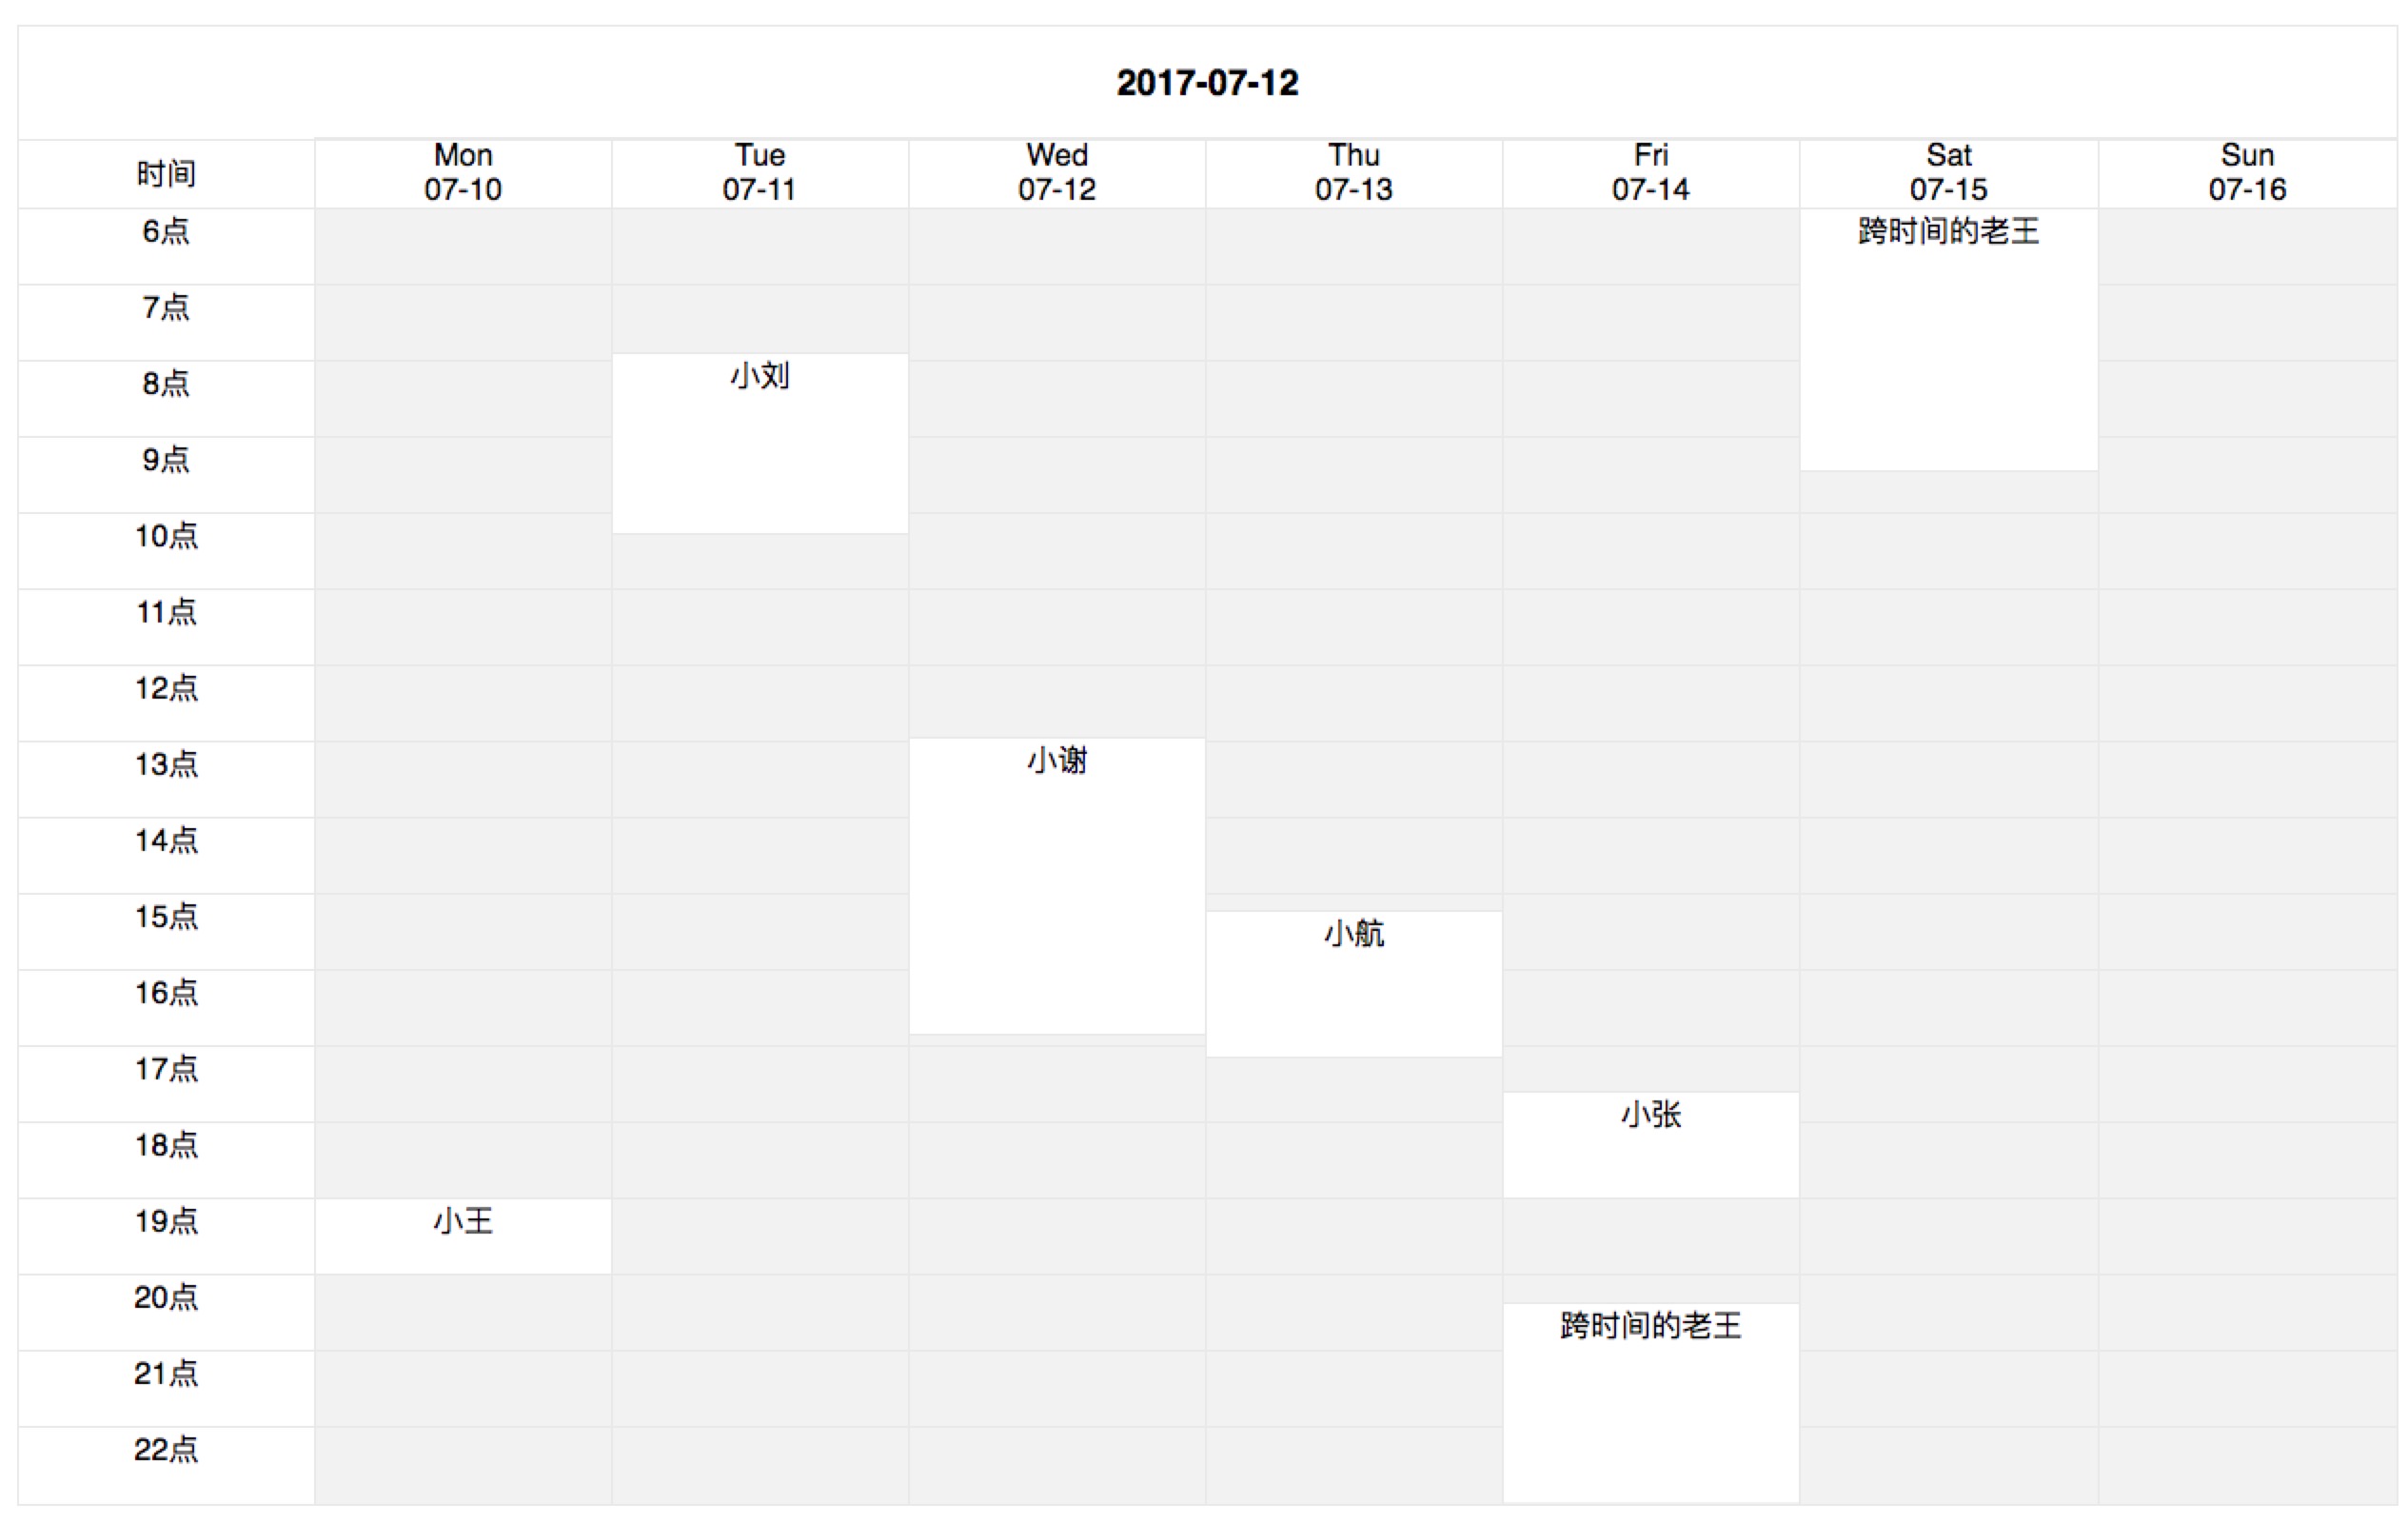 2017-07-12
时间 Mon Tue Wed Thu Fri Sat Sun
07-10 07-11 07-12 07-13 07-14 07-15 07-16
6点 跨时间的老王
7点
8点 小刘
9点
10点
11点
12点
13点 小谢
14点
15点 小航
16点
17点
小张
18点
19点 小王
20点
跨时间的老王
21点
22点